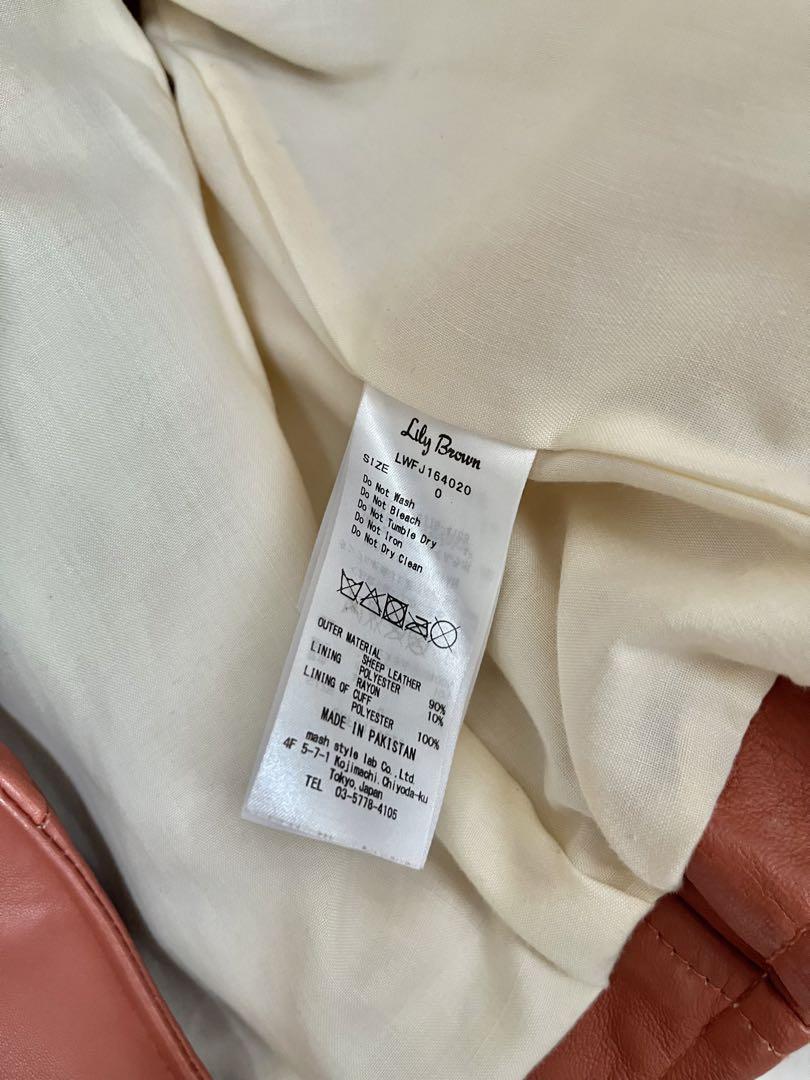 Lily Brown
LWFJ164020
SIZE 0
Do Not Wash
Do Not Bleach
Do Not Tumble Dry
Do Not Iron
Do Not Dry Clean
OUTER MATERIAL
SHEEP LEATHER
LINING POLYESTER 90%
RAYON 10%
LINING OF CUFF
POLYESTER 100%
MADE IN PAKISTAN
mash style lab Co.,Ltd.
4F 5-7-1 Kojimachi,Chiyoda-ku
Tokyo,Japan
TEL 03-5778-4105